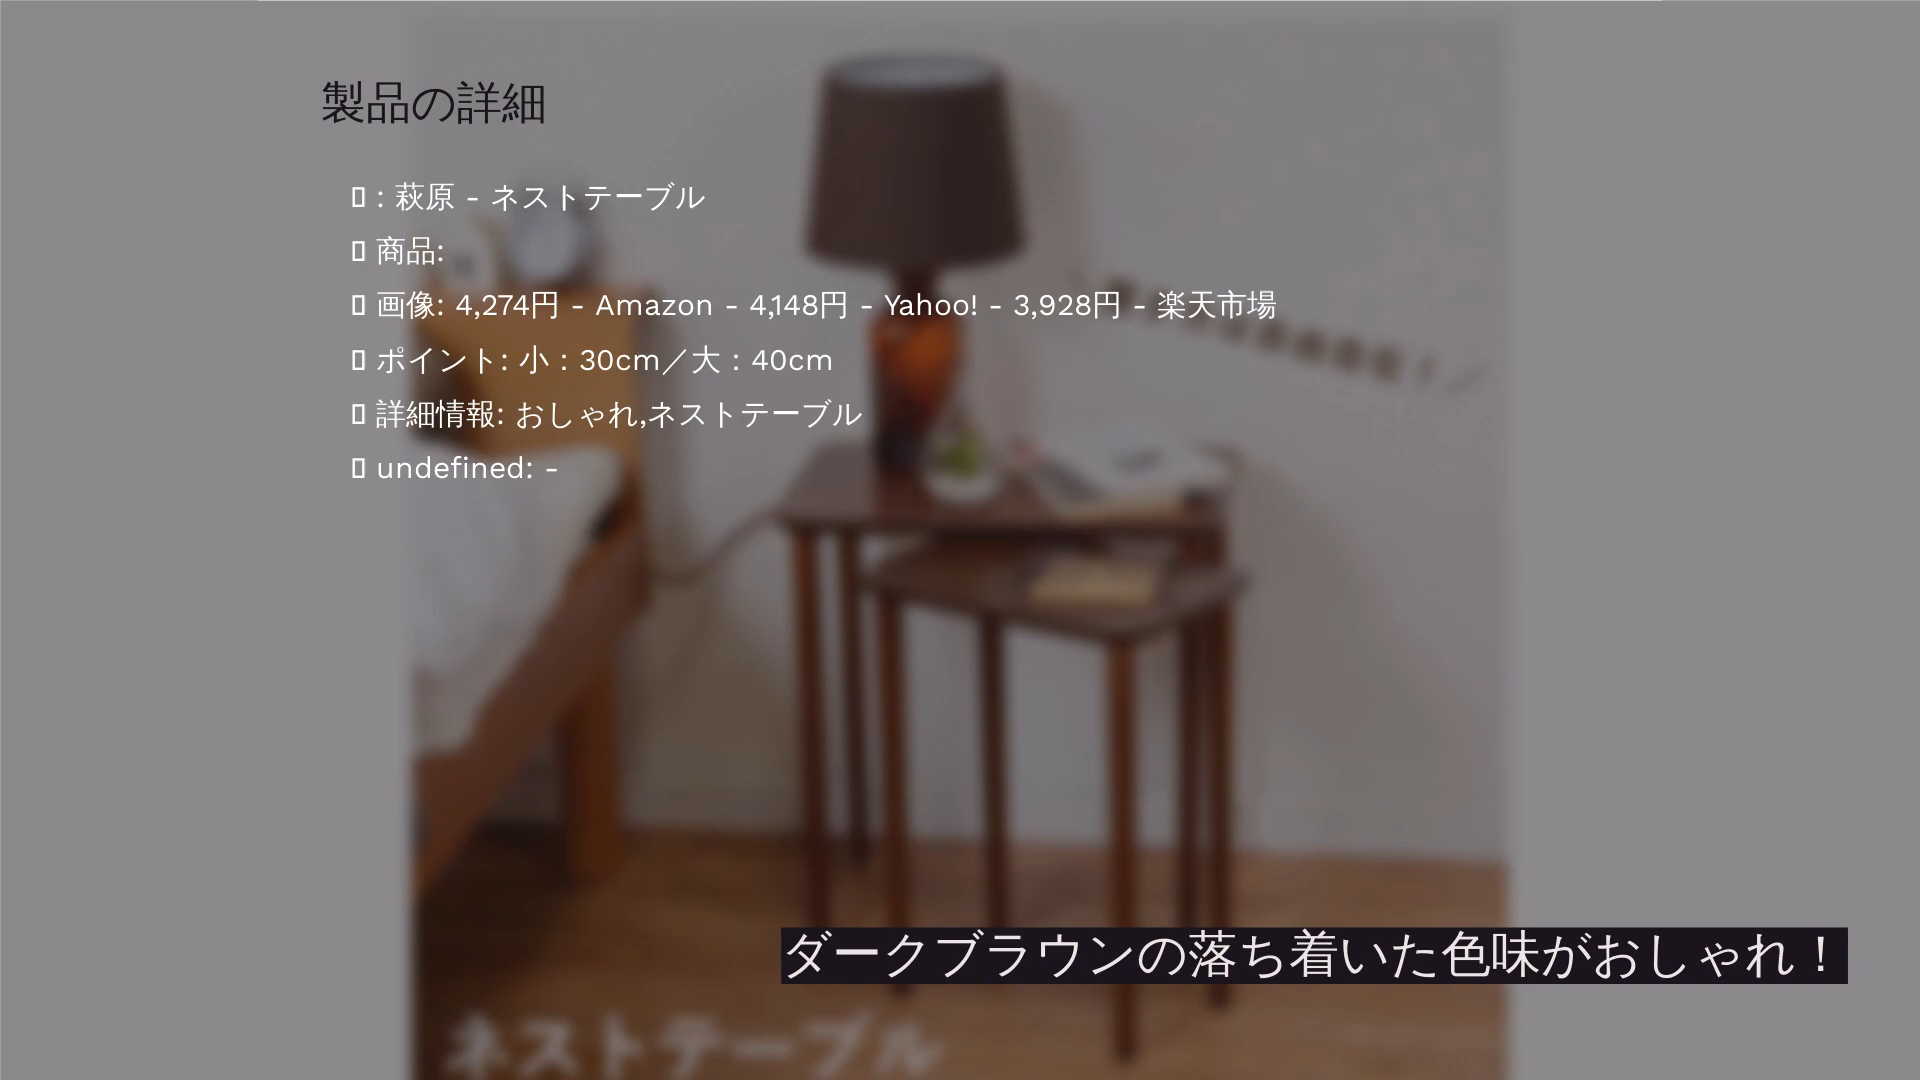 製品の詳細
: 萩原 - ネストテーブル
商品:
画像: 4,274円 - Amazon - 4,148円 - Yahoo! - 3,928円 - 楽天市場
ポイント: 小：30cm／大：40cm
詳細情報: おしゃれ,ネストテーブル
undefined: -
ダークブラウンの落ち着いた色味がおしゃれ！
ネストテーブル